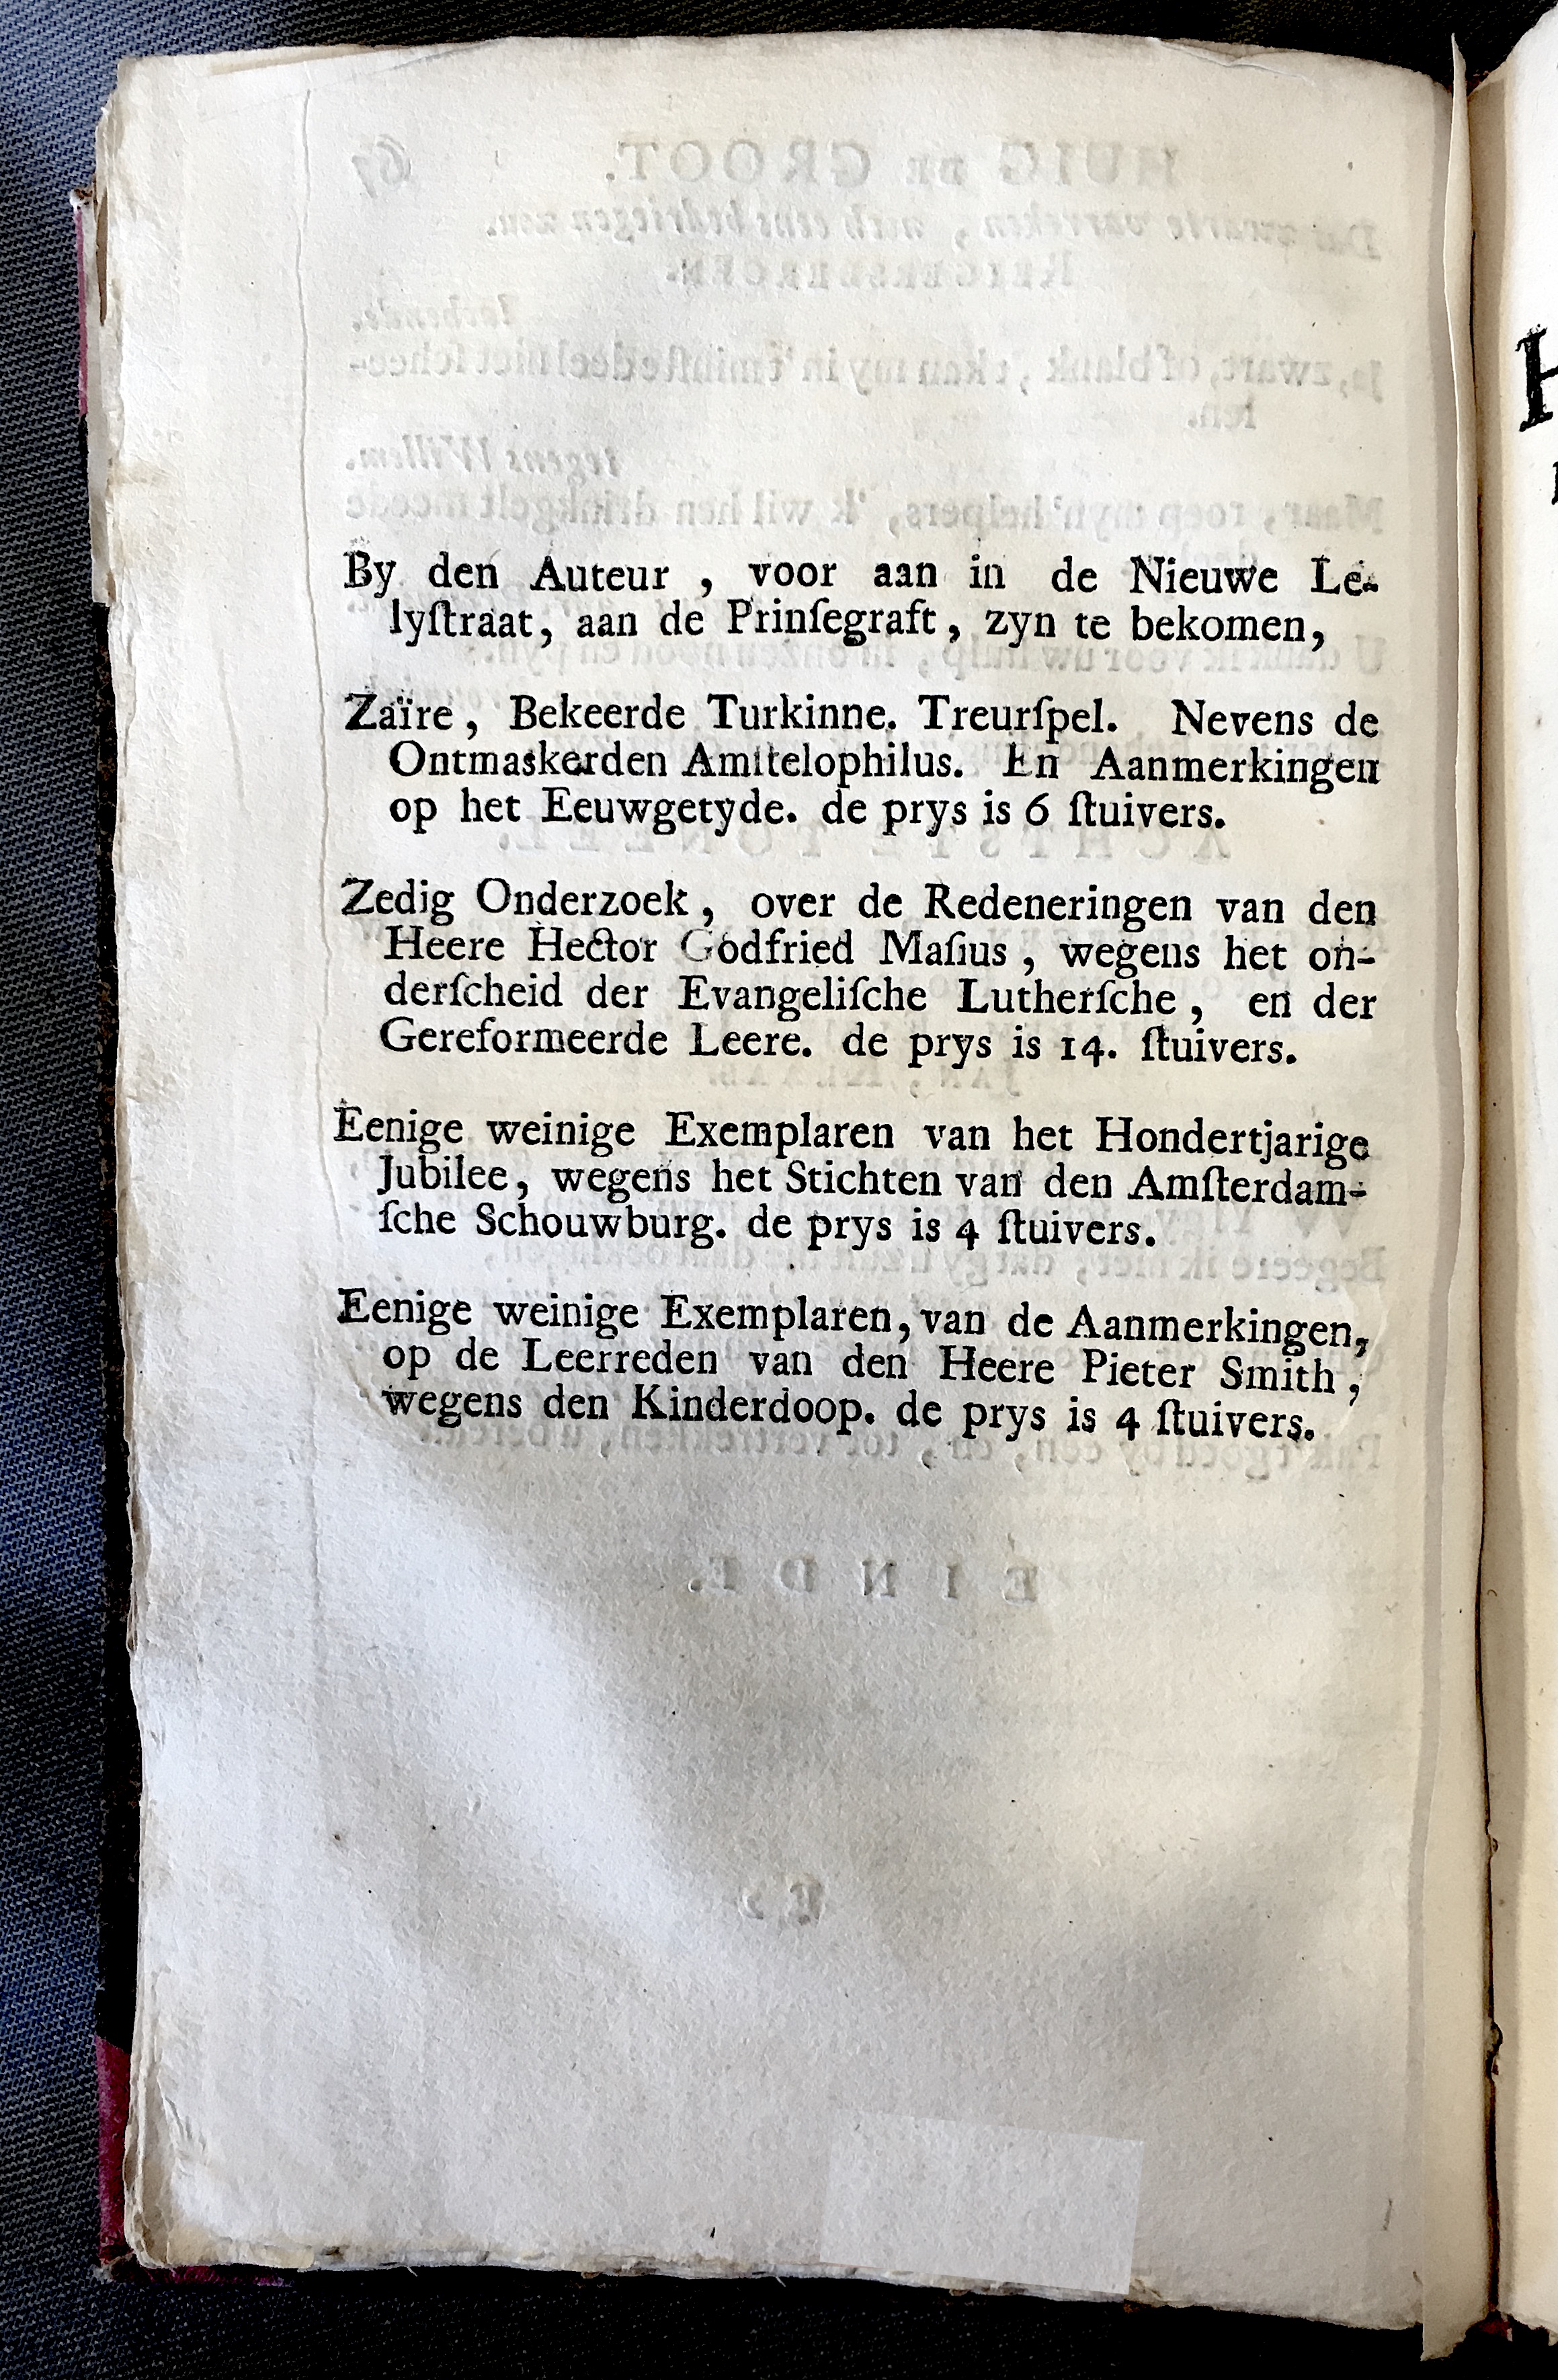 By den Auteur , voor aan in de Nieuwe Le-
lyſtraat, aan de Prinſegraft, zyn te bekomen,
Zaïre, Bekeerde Turkinne. Treurſpel. Nevens de
Ontmaskerden Amſtelophilus. En Aanmerkingen
op het Eeuwgetyde. de prys is 6 ſtuivers.
Zedig Onderzoek, over de Redeneringen van den
Heere Hector Godfried Maſius, wegens het on-
derſcheid der Evangeliſche Lutherſche, en der
Gereformeerde Leere. de prys is 14. ſtuivers.
Eenige weinige Exemplaren van het Hondertjarige
Jubilee, wegens het Stichten van den Amſterdam-
ſche Schouwburg. de prys is 4 ſtuivers.
Eenige weinige Exemplaren, van de Aanmerkingen,
op de Leerreden van den Heere Pieter Smith,
wegens den Kinderdoop. de prys is 4 ſtuivers.